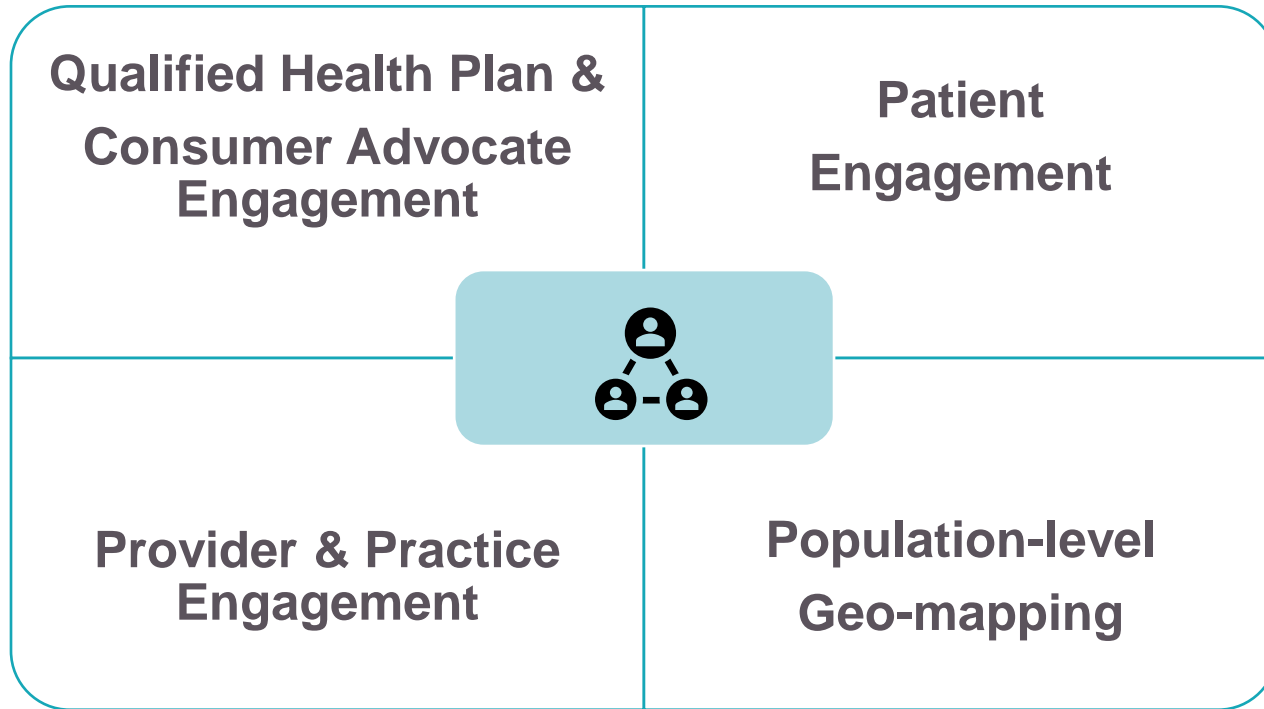 Qualified Health Plan &
Consumer Advocate
Engagement
Patient
Engagement
Provider & Practice
Engagement
Population-level
Geo-mapping